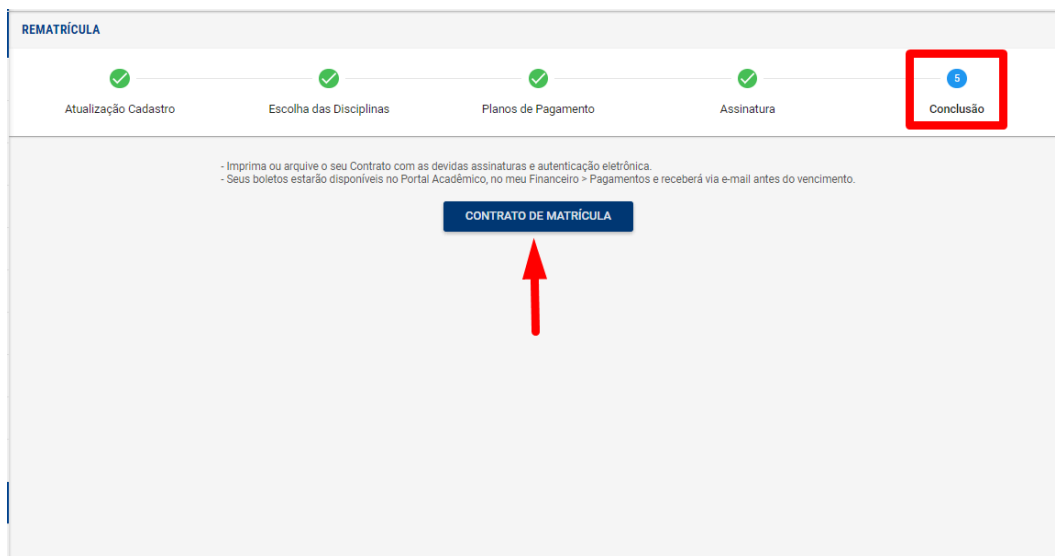 REMATRÍCULA
5
Atualização Cadastro
Escolha das Disciplinas
Planos de Pagamento
Assinatura
Conclusão
- Imprima ou arquive o seu Contrato com as devidas assinaturas e autenticação eletrônica.
- Seus boletos estarão disponíveis no Portal Acadêmico, no meu Financeiro > Pagamentos e receberá via e-mail antes do vencimento.
CONTRATO DE MATRÍCULA